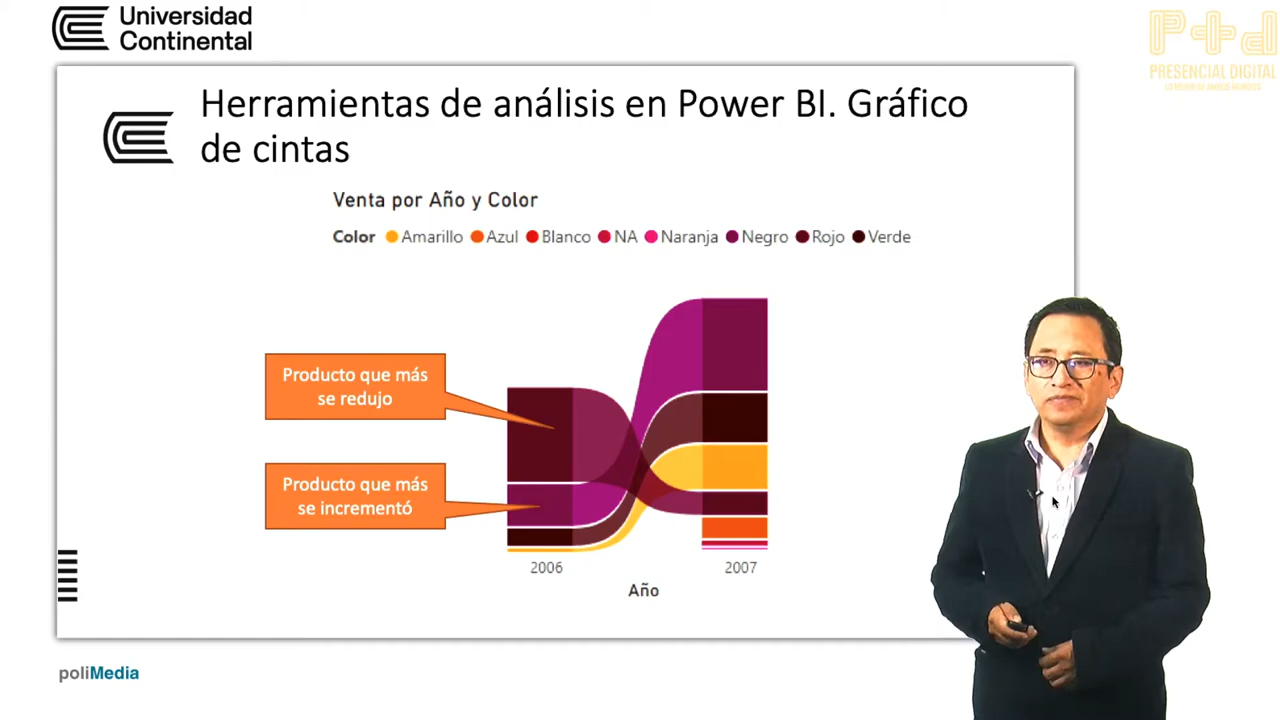 Universidad
Continental
P+d
PRESENCIAL DIGITAL
Herramientas de análisis en Power BI. Gráfico
de cintas
Venta por Año y Color
Color Amarillo Azul Blanco NA Naranja Negro Rojo Verde
Producto que más
se redujo
Producto que más
se incrementó
2006 2007
Año
poliMedia